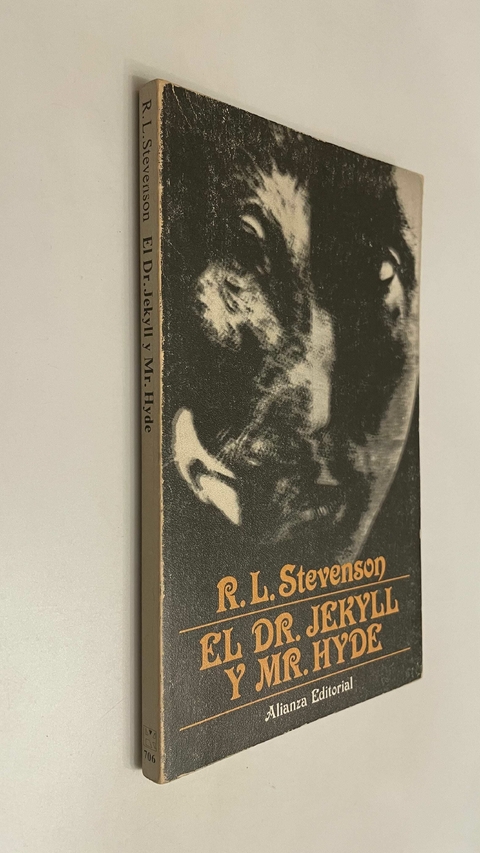 R. L. Stevenson El Dr. Jekyll y Mr. Hyde
706
R. L. Stevenson
EL DR. JEKYLL
Y MR. HYDE
Alianza Editorial